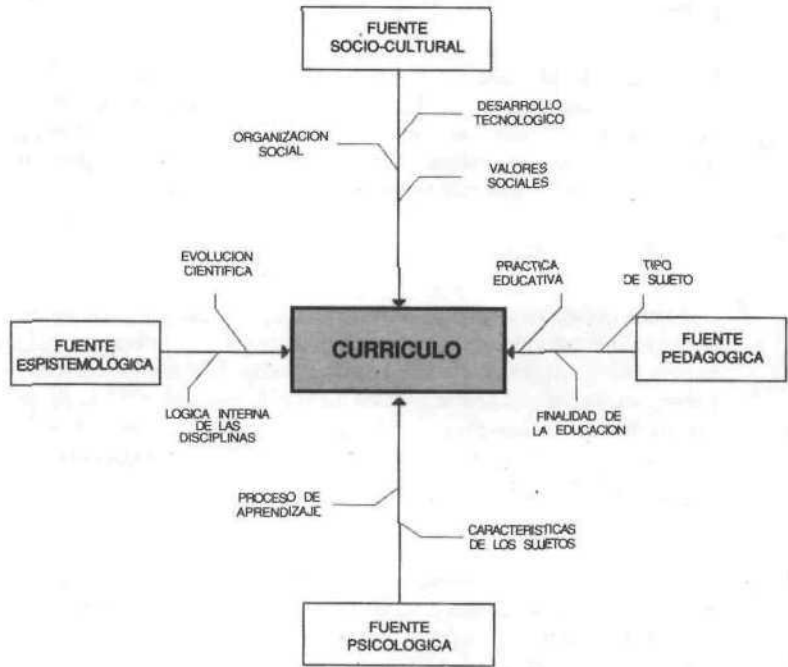 FUENTE
SOCIO-CULTURAL
DESARROLLO
TECNOLOGICO
ORGANIZACION
SOCIAL
VALORES
SOCIALES
EVOLUCION
CIENTIFICA
PRACTICA
EDUCATIVA
TIPO
DE SUJETO
FUENTE
ESPISTEMOLOGICA
CURRICULO
FUENTE
PEDAGOGICA
LOGICA INTERNA
DE LAS
DISCIPLINAS
FINALIDAD DE
LA EDUCACION
PROCESO DE
APRENDIZAJE
CARACTERISTICAS
DE LOS SUJETOS
FUENTE
PSICOLOGICA